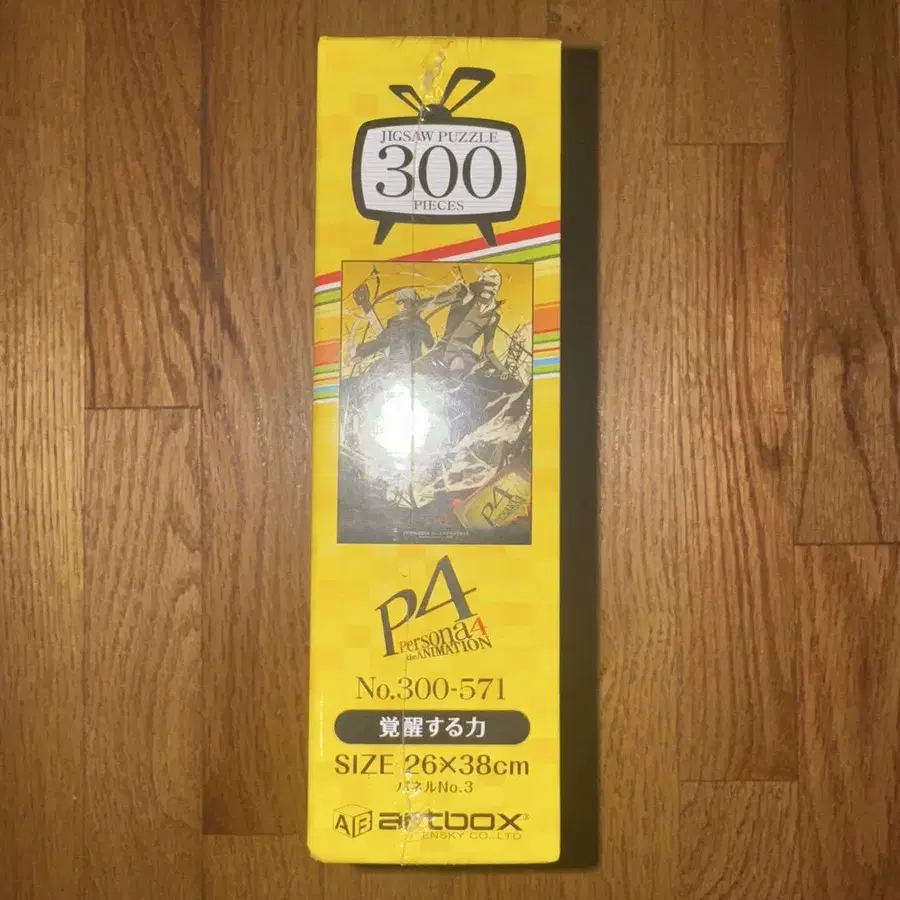 JIGSAW PUZZLE
300
PIECES
P4
P4
Persona4
the ANIMATION
No.300-571
覚醒する力
SIZE 26×38cm
パネルNo.3
AB artbox®
ENSKY CO.,LTD